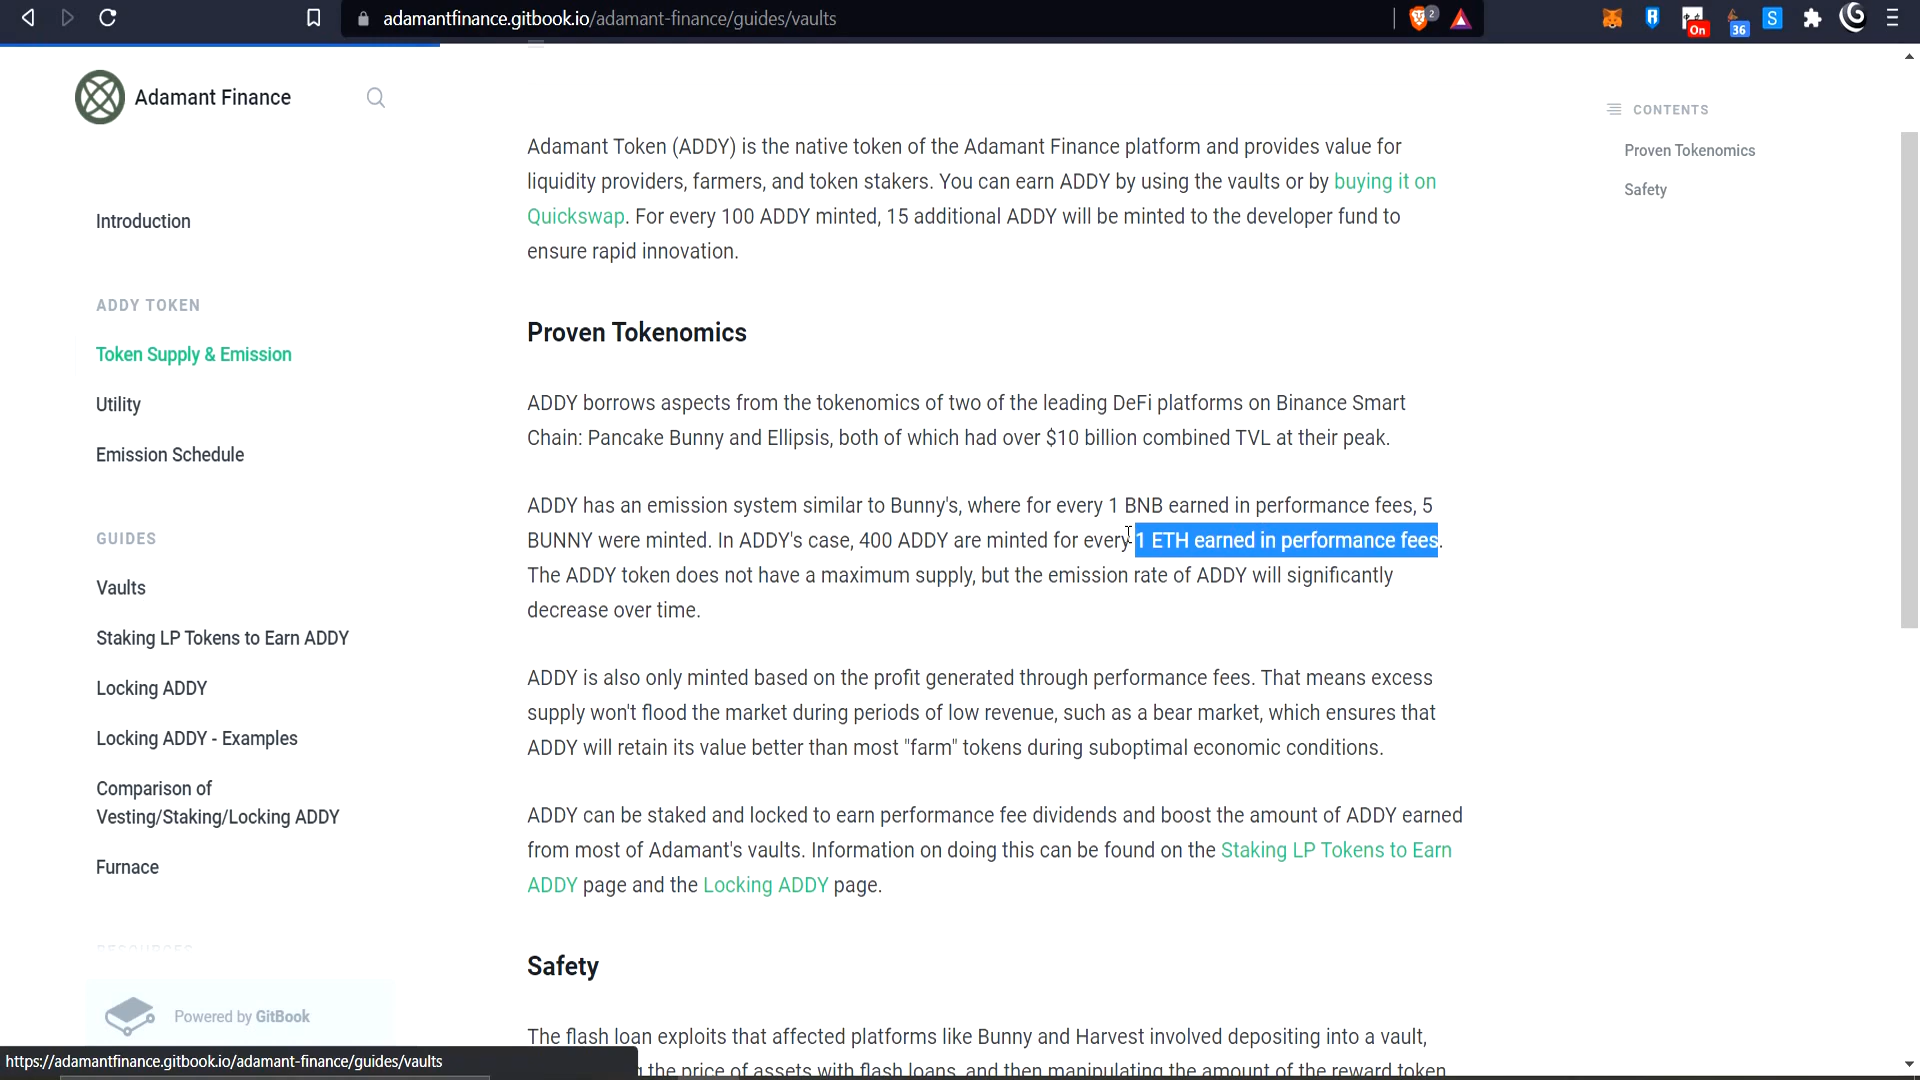 adamantfinance.gitbook.io/adamant-finance/guides/vaults
2
On
36
S
Adamant Finance
Introduction
ADDY TOKEN
Token Supply & Emission
Utility
Emission Schedule
GUIDES
Vaults
Staking LP Tokens to Earn ADDY
Locking ADDY
Locking ADDY - Examples
Comparison of
Vesting/Staking/Locking ADDY
Furnace
RESOURCES
Powered by GitBook
https://adamantfinance.gitbook.io/adamant-finance/guides/vaults
Adamant Token (ADDY) is the native token of the Adamant Finance platform and provides value for
liquidity providers, farmers, and token stakers. You can earn ADDY by using the vaults or by buying it on
Quickswap. For every 100 ADDY minted, 15 additional ADDY will be minted to the developer fund to
ensure rapid innovation.
Proven Tokenomics
ADDY borrows aspects from the tokenomics of two of the leading DeFi platforms on Binance Smart
Chain: Pancake Bunny and Ellipsis, both of which had over $10 billion combined TVL at their peak.
ADDY has an emission system similar to Bunny's, where for every 1 BNB earned in performance fees, 5
BUNNY were minted. In ADDY's case, 400 ADDY are minted for every 1 ETH earned in performance fees.
The ADDY token does not have a maximum supply, but the emission rate of ADDY will significantly
decrease over time.
ADDY is also only minted based on the profit generated through performance fees. That means excess
supply won't flood the market during periods of low revenue, such as a bear market, which ensures that
ADDY will retain its value better than most "farm" tokens during suboptimal economic conditions.
ADDY can be staked and locked to earn performance fee dividends and boost the amount of ADDY earned
from most of Adamant's vaults. Information on doing this can be found on the Staking LP Tokens to Earn
ADDY page and the Locking ADDY page.
Safety
The flash loan exploits that affected platforms like Bunny and Harvest involved depositing into a vault,
the price of assets with flash loans, and then manipulating the amount of the reward token
CONTENTS
Proven Tokenomics
Safety